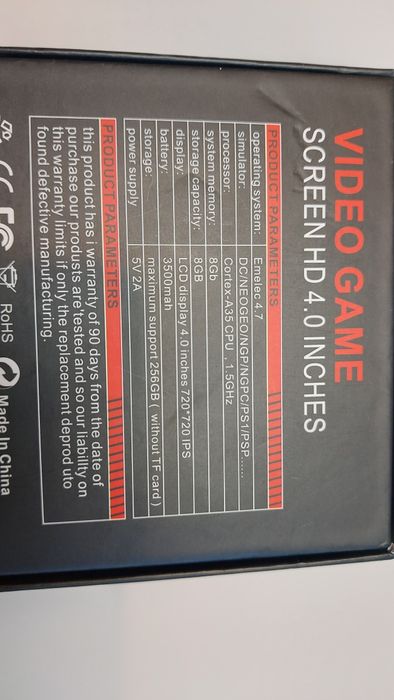 VIDEO GAME
SCREEN HD 4.0 INCHES
PRODUCT PARAMETERS
operating system: Emelec 4.7
simulator: DC/NEOGEO/NGP/NGPC/PS1/PSP......
processor: Cortex-A35 CPU , 1.5GHz
system memory: 8Gb
storage capacity: 8GB
display: LCD display 4.0 inches 720*720 IPS
battery: 3500mah
storage: maximum support 256GB ( without TF card )
power supply 5V 2A
PRODUCT PARAMETERS
this product has i warranty of 90 days from the date of
purchase our produsts are'tested and so our liabillty on
this warranty limits if only the replacement deprod uto
found defective manufacturing.
RoHS Made In China